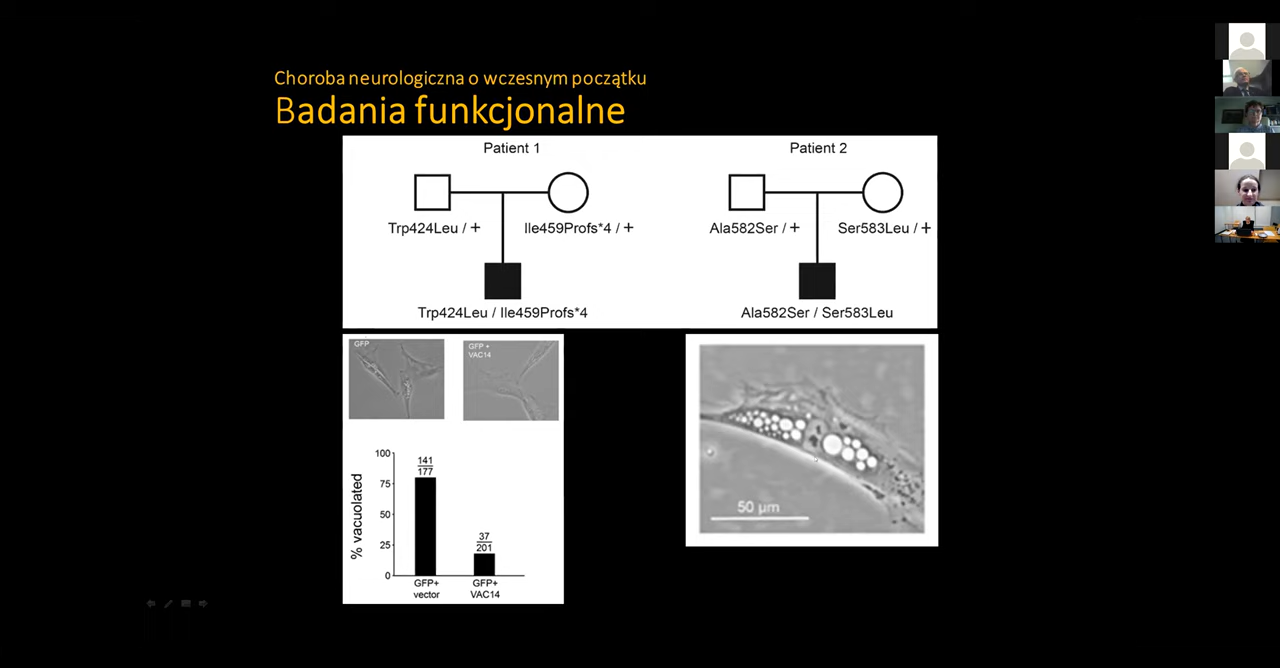 Choroba neurologiczna o wczesnym początku
Badania funkcjonalne
Patient 1
Patient 2
Trp424Leu / +
Ile459Profs*4 / +
Ala582Ser / +
Ser583Leu / +
Trp424Leu / Ile459Profs*4
Ala582Ser / Ser583Leu
GFP
GFP +
VAC14
% vacuolated
100
75
50
25
0
141
177
37
201
GFP+
vector
GFP+
VAC14
50 µm